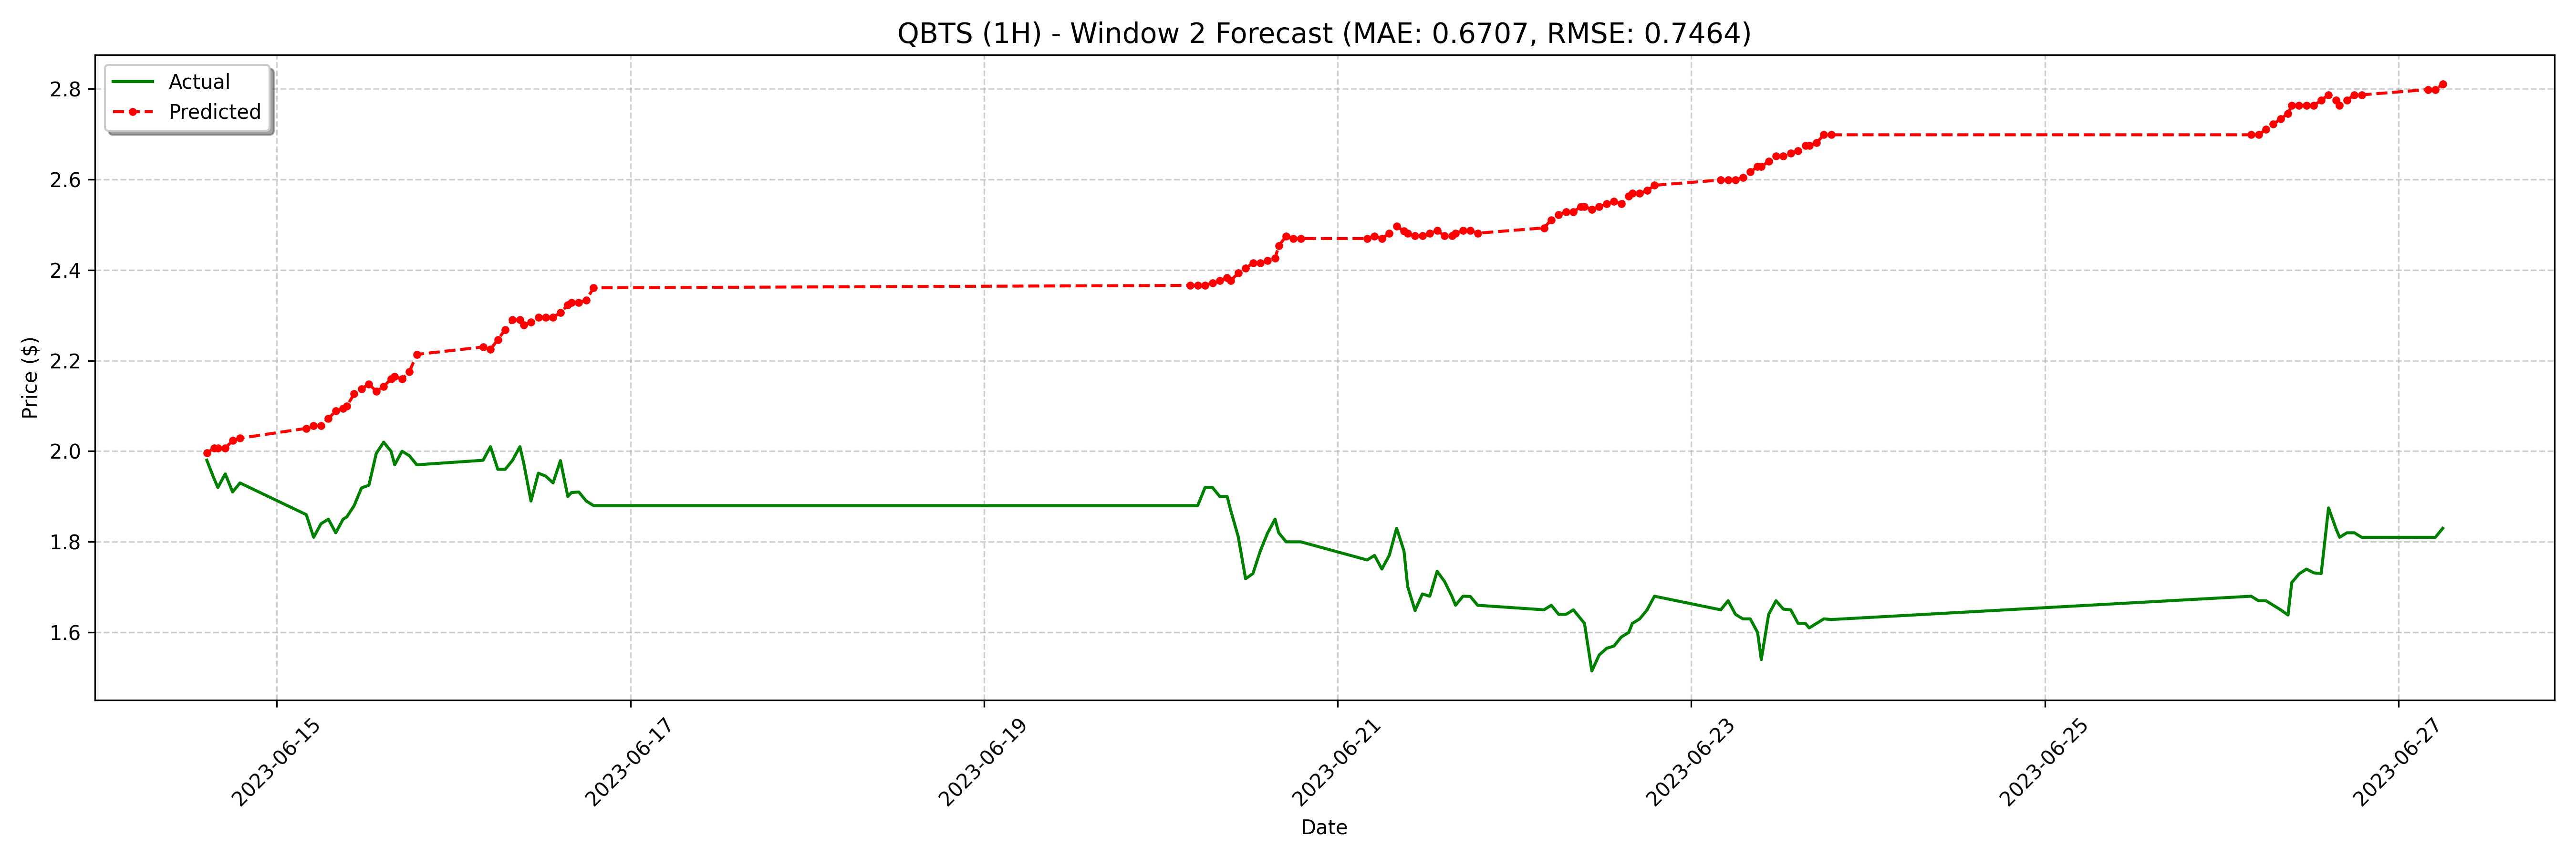 QBTS (1H) - Window 2 Forecast (MAE: 0.6707, RMSE: 0.7464)
Actual
Predicted
Price ($)
2.8
2.6
2.4
2.2
2.0
1.8
1.6
2023-06-15
2023-06-17
2023-06-19
2023-06-21
2023-06-23
2023-06-25
2023-06-27
Date